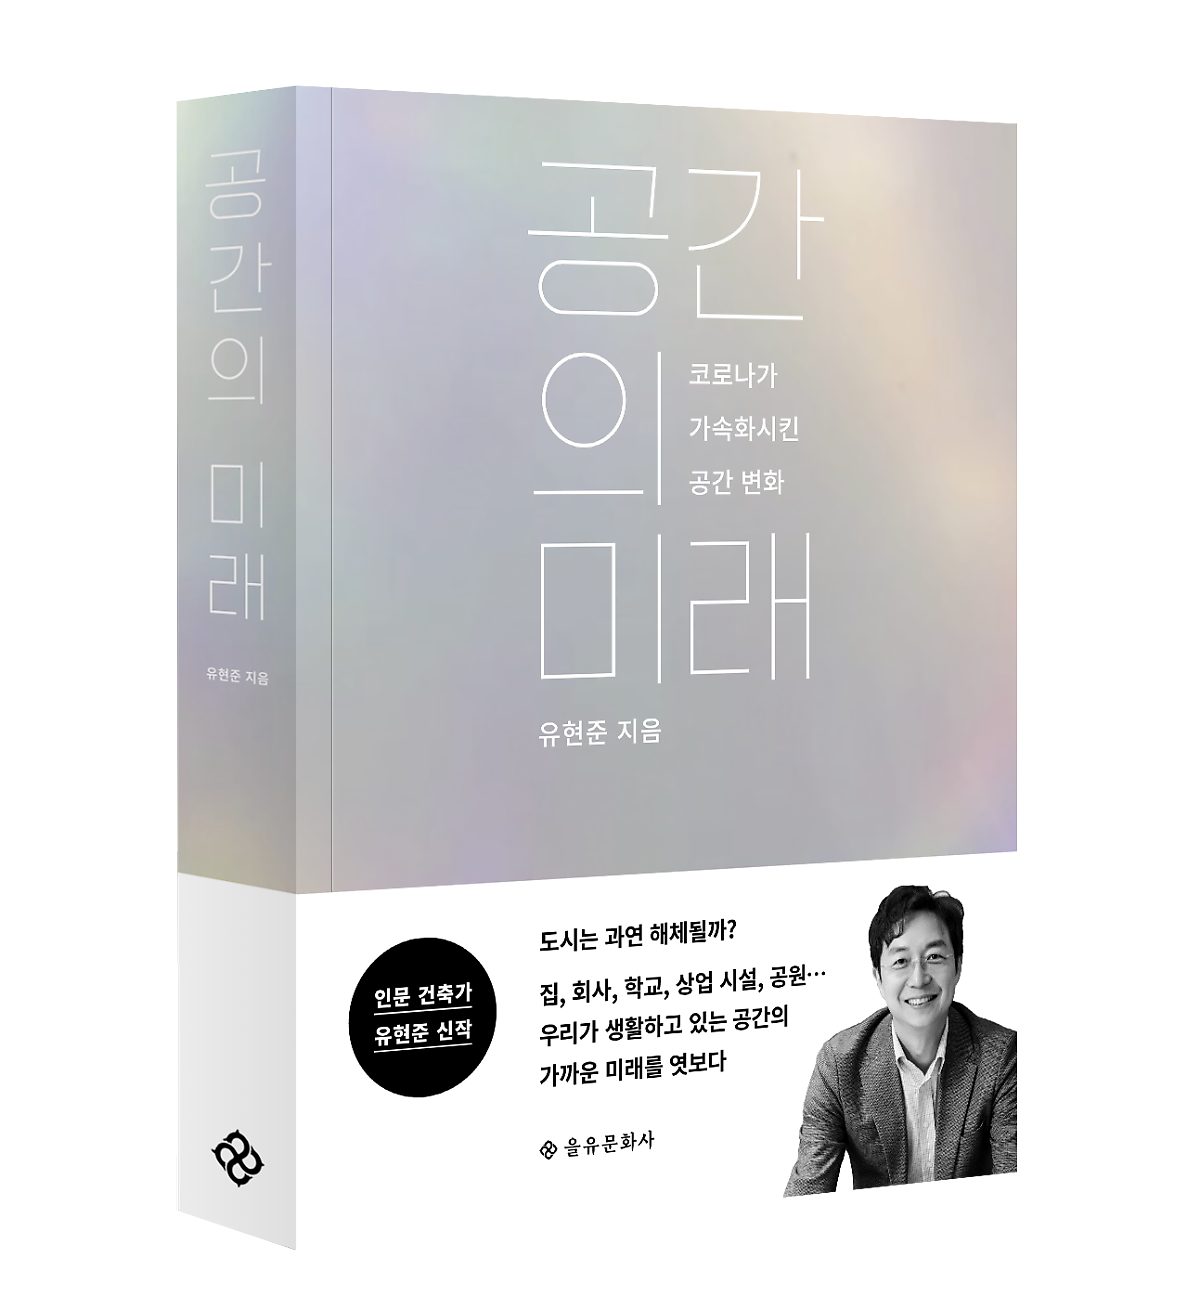 공간의 미래
유현준 지음
공간
의
코로나가
가속화시킨
공간 변화
미래
유현준 지음
인문 건축가
유현준 신작
도시는 과연 해체될까?
집, 회사, 학교, 상업 시설, 공원…
우리가 생활하고 있는 공간의
가까운 미래를 엿보다
을유문화사